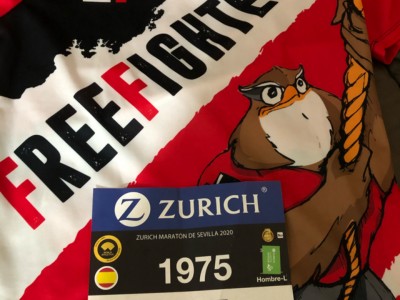 FREEFIGHTE
Z ZURICH®
ZURICH MARATON DE SEVILLA 2020
1975
Hombre-L